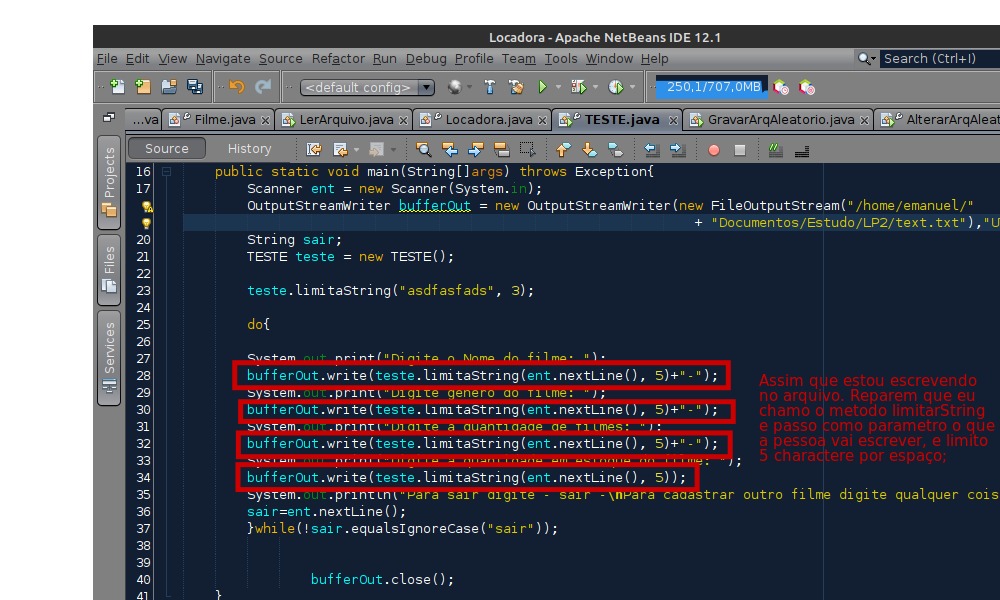 Locadora - Apache NetBeans IDE 12.1
File Edit View Navigate Source Refactor Run Debug Profile Team Tools Window Help
Search (Ctrl+I)
<default config>
250,1/707,0MB
...va Filme.java LerArquivo.java Locadora.java TESTE.java GravarArqAleatorio.java AlterarArqAleat
Source History
Projects
Files
Services
16 public static void main(String[]args) throws Exception{
17 Scanner ent = new Scanner(System.in);
OutputStreamWriter bufferOut = new OutputStreamWriter(new FileOutputStream("/home/emanuel/"
+ "Documentos/Estudo/LP2/text.txt"),"U
20 String sair;
21 TESTE teste = new TESTE();
22
23 teste.limitaString("asdfasfads", 3);
24
25 do{
26
27 System.out.print("Digite o Nome do filme: ");
28 bufferOut.write(teste.limitaString(ent.nextLine(), 5)+"-");
29 System.out.print("Digite genero do filme: ");
30 bufferOut.write(teste.limitaString(ent.nextLine(), 5)+"-");
31 System.out.print("Digite a quantidade de filmes: ");
32 bufferOut.write(teste.limitaString(ent.nextLine(), 5)+"-");
33 System.out.print("Digite a quantidade em estoque do filme: ");
34 bufferOut.write(teste.limitaString(ent.nextLine(), 5));
35 System.out.println("Para sair digite - sair -\nPara cadastrar outro filme digite qualquer cois
36 sair=ent.nextLine();
37 }while(!sair.equalsIgnoreCase("sair"));
38
39
40 bufferOut.close();
41 }
Assim que estou escrevendo
no arquivo. Reparem que eu
chamo o metodo limitarString
e passo como parametro o que
a pessoa vai escrever, e limito
5 charactere por espaço;